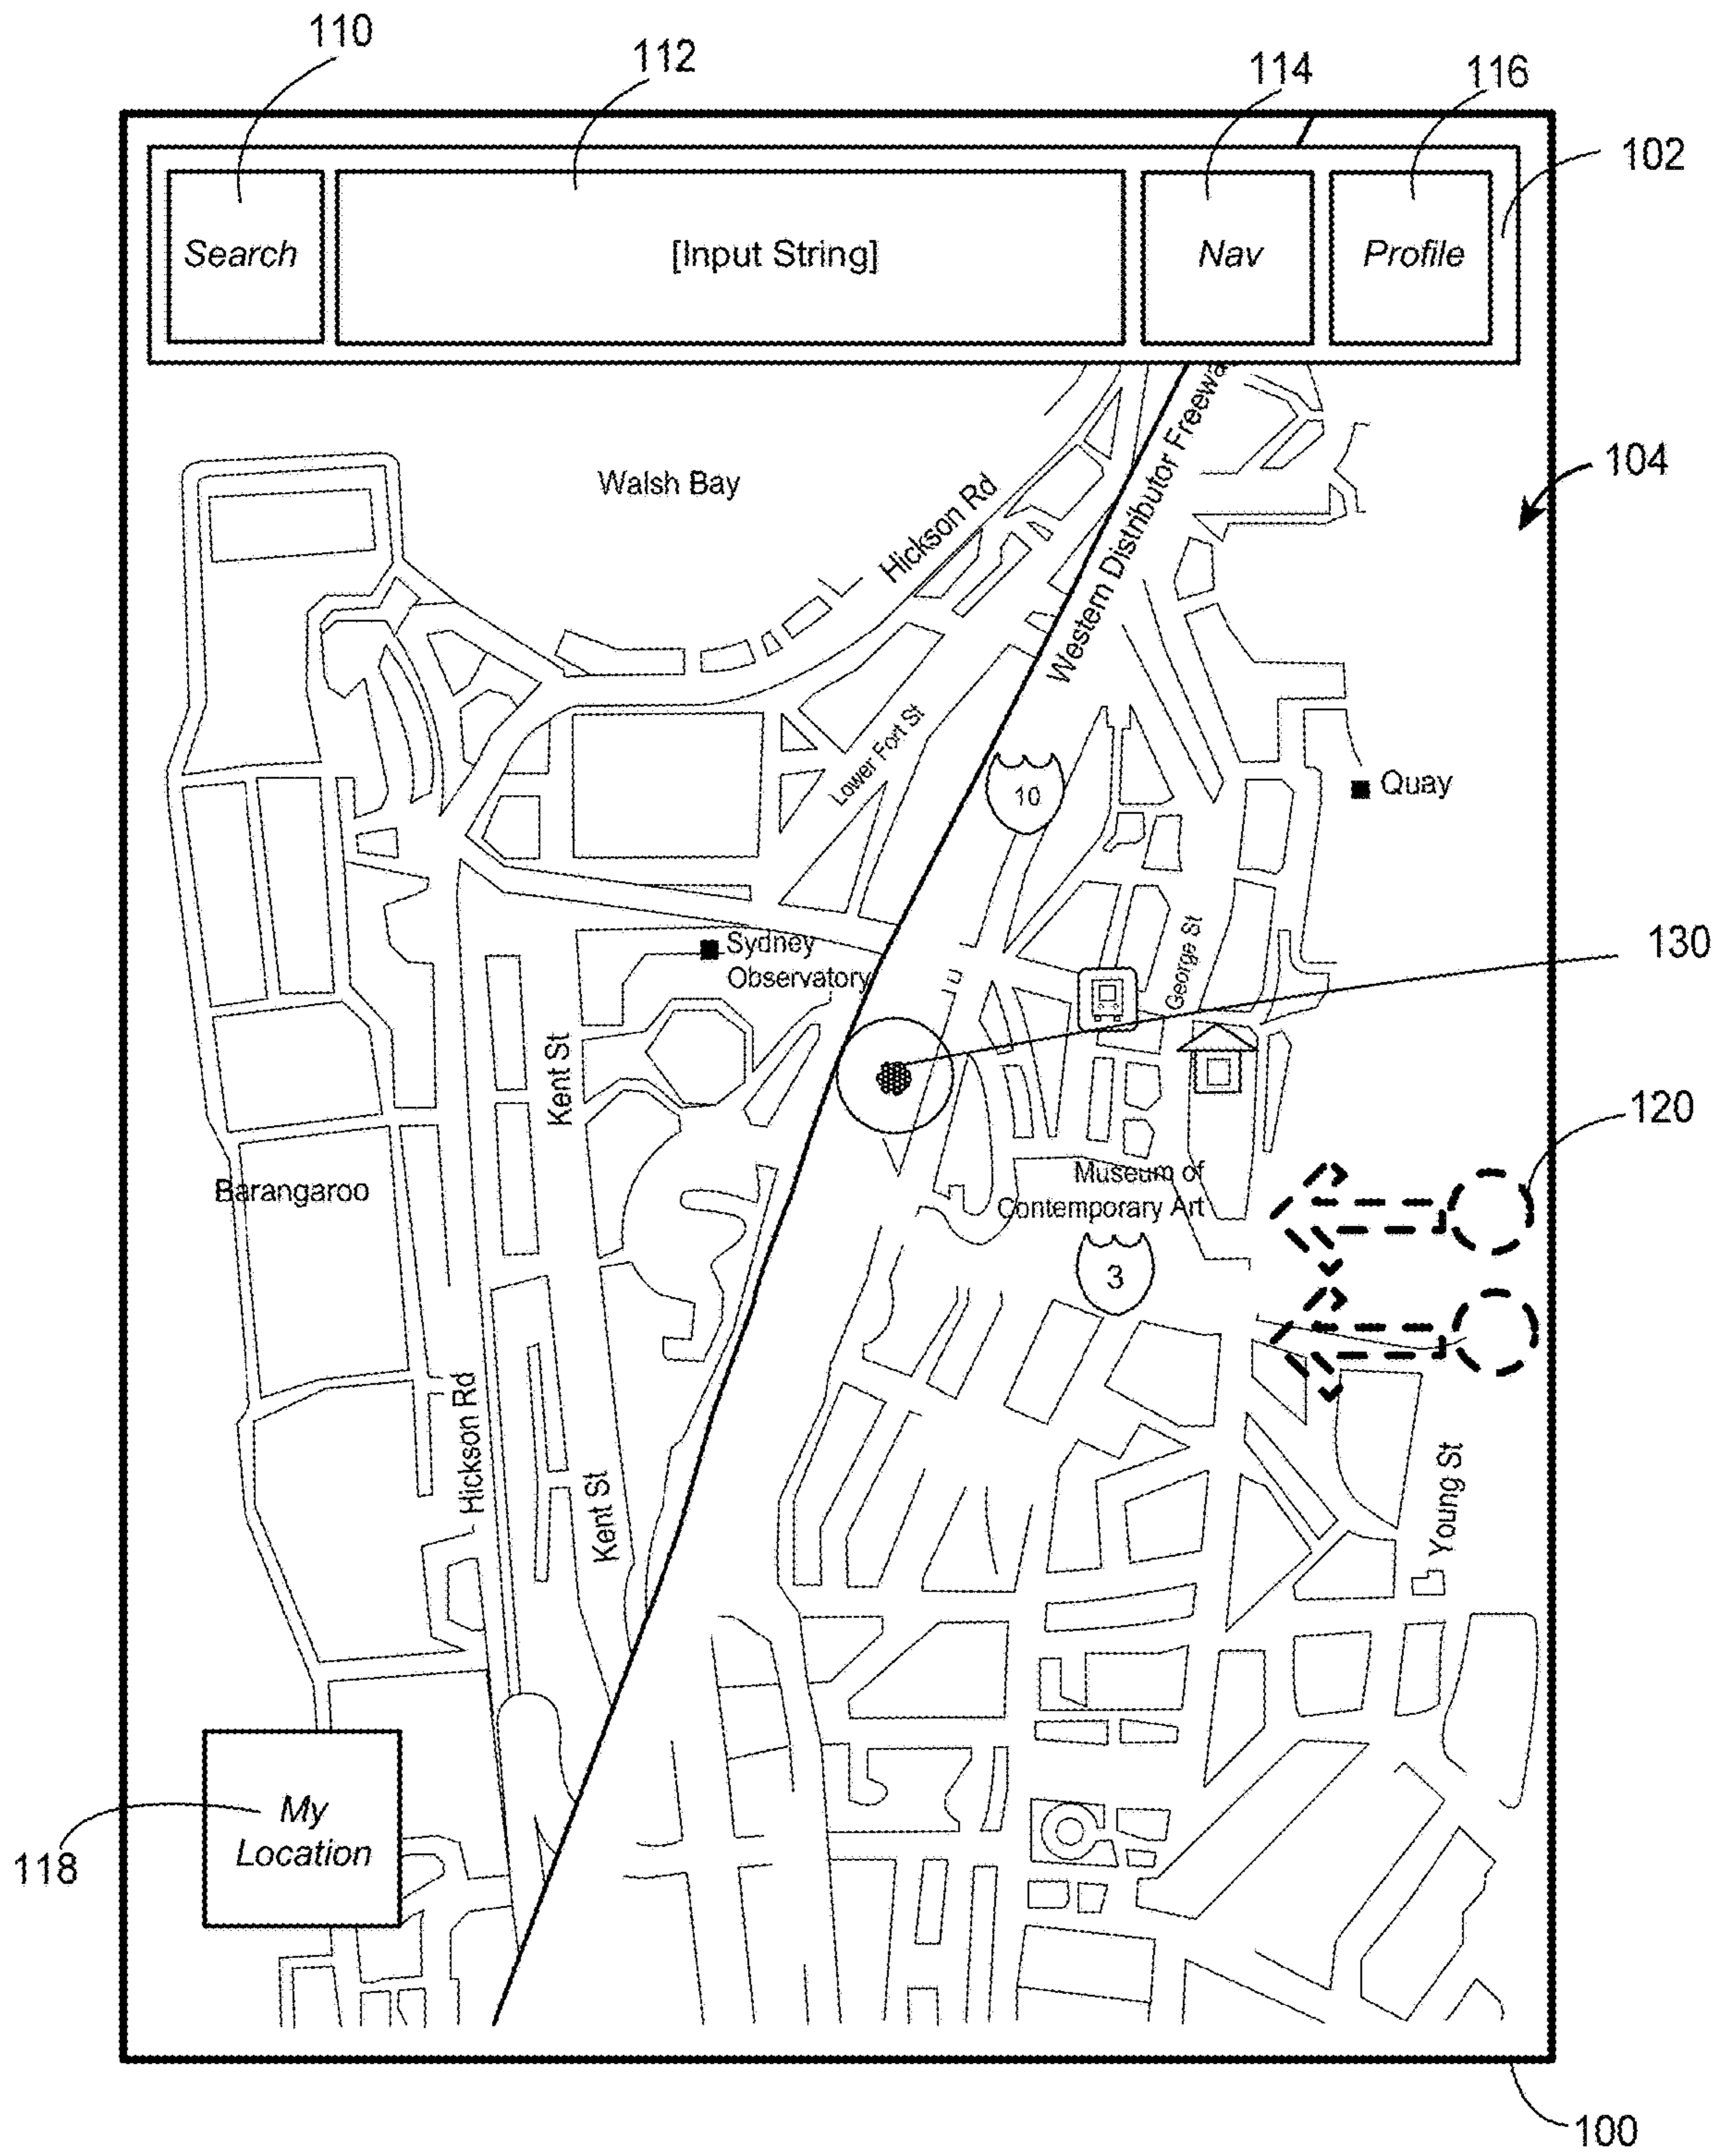 110
112
114
116
102
Search
[Input String]
Nav
Profile
104
Walsh Bay
Hickson Rd
Western Distributor Freewa
Lower Fort St
10
Quay
130
Sydney
Observatory
George St
Kent St
120
Barangaroo
Museum of
Contemporary Art
3
Hickson Rd
Kent St
Young St
My
Location
118
100